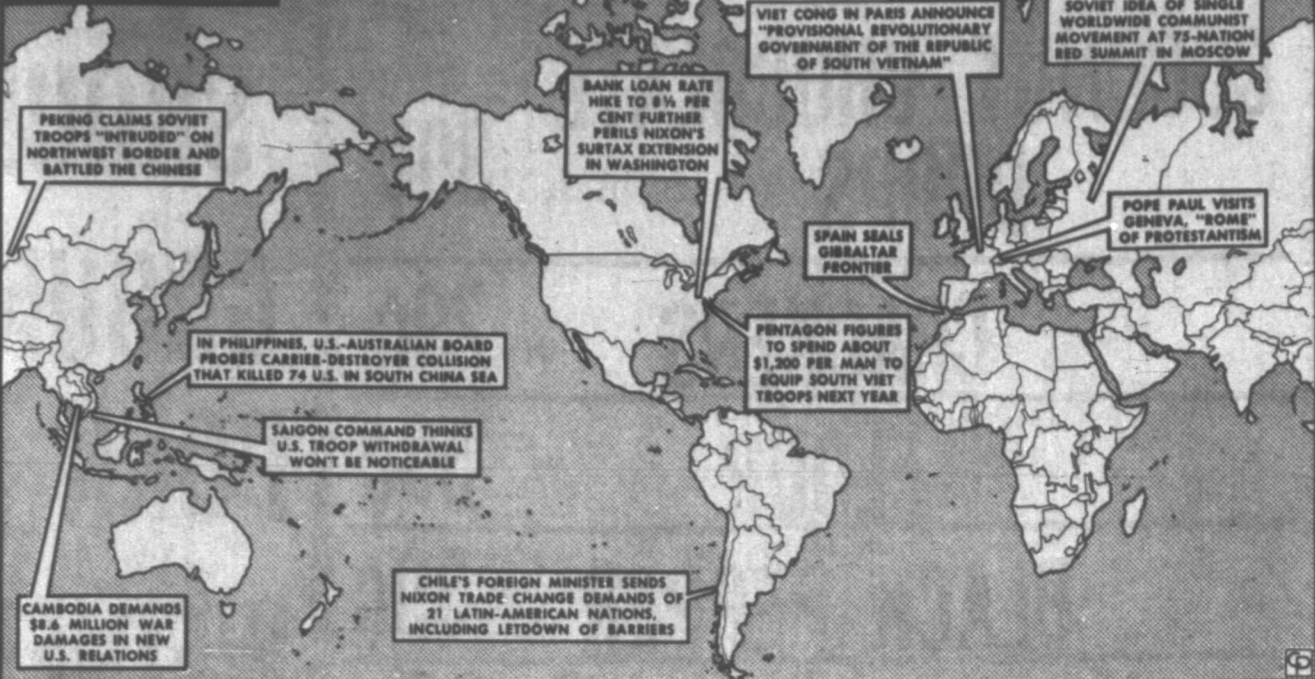 VIET CONG IN PARIS ANNOUNCE
"PROVISIONAL REVOLUTIONARY
GOVERNMENT OF THE REPUBLIC
OF SOUTH VIETNAM"
SOVIET IDEA OF SINGLE
WORLDWIDE COMMUNIST
MOVEMENT AT 75-NATION
RED SUMMIT IN MOSCOW
BANK LOAN RATE
HIKE TO 8½ PER
CENT FURTHER
PERILS NIXON'S
SURTAX EXTENSION
IN WASHINGTON
PEKING CLAIMS SOVIET
TROOPS "INTRUDED" ON
NORTHWEST BORDER AND
BATTLED THE CHINESE
POPE PAUL VISITS
GENEVA, "ROME"
OF PROTESTANTISM
SPAIN SEALS
GIBRALTAR
FRONTIER
PENTAGON FIGURES
TO SPEND ABOUT
$1,200 PER MAN TO
EQUIP SOUTH VIET
TROOPS NEXT YEAR
IN PHILIPPINES, U.S.-AUSTRALIAN BOARD
PROBES CARRIER-DESTROYER COLLISION
THAT KILLED 74 U.S. IN SOUTH CHINA SEA
SAIGON COMMAND THINKS
U.S. TROOP WITHDRAWAL
WON'T BE NOTICEABLE
CHILE'S FOREIGN MINISTER SENDS
NIXON TRADE CHANGE DEMANDS OF
21 LATIN-AMERICAN NATIONS,
INCLUDING LETDOWN OF BARRIERS
CAMBODIA DEMANDS
$8.6 MILLION WAR
DAMAGES IN NEW
U.S. RELATIONS
CP